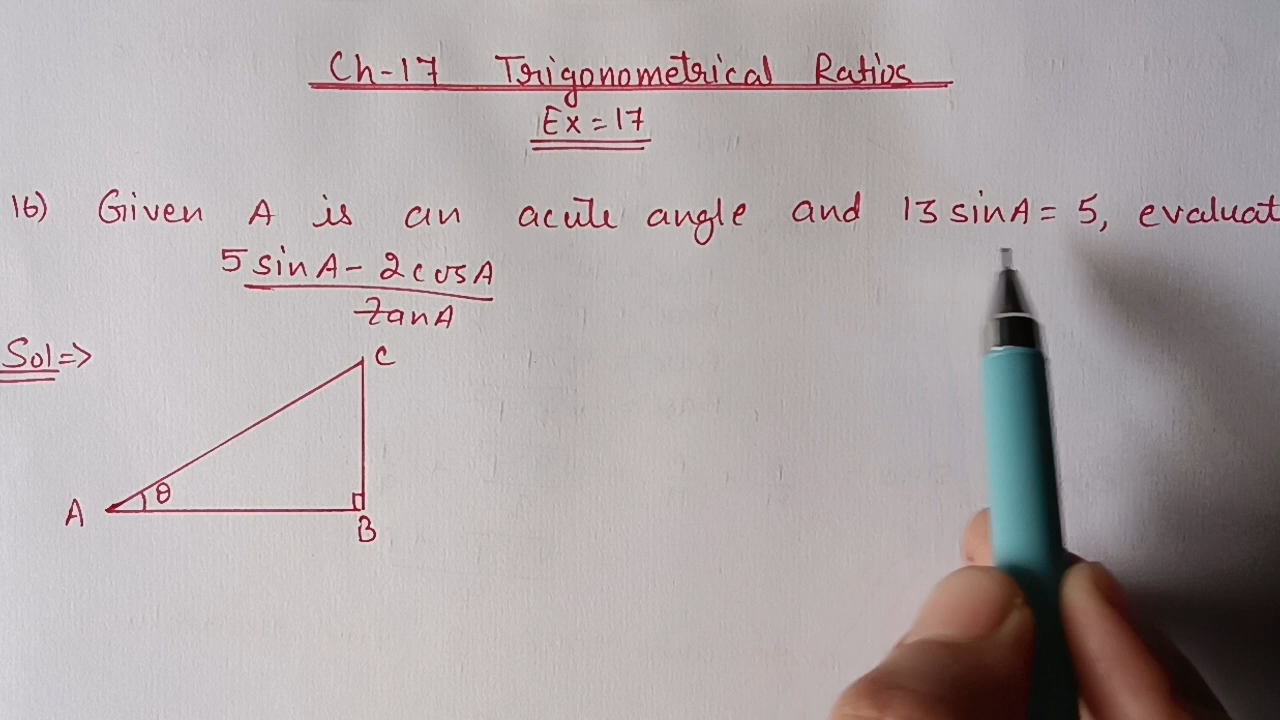 Ch-17 Trigonometrical Ratios
Ex=17
16) Given A is an acute angle and 13 sinA = 5, evaluat
5 sinA - 2cosA
tanA
Sol=>
C
θ
A
B